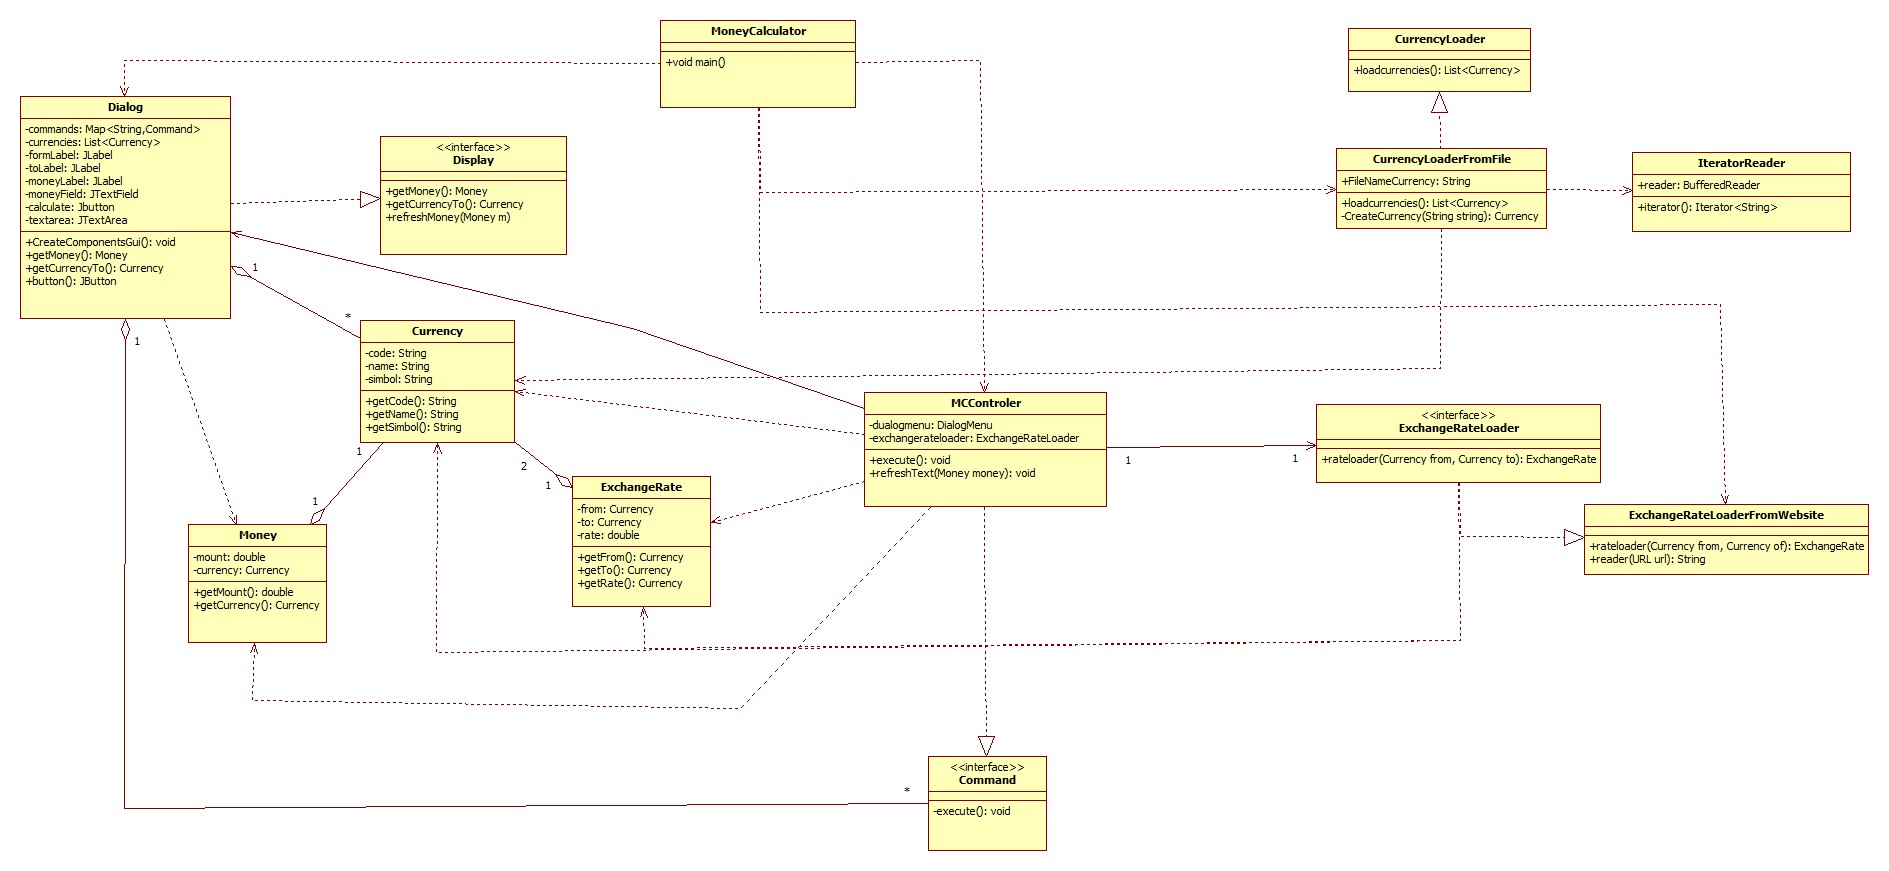 MoneyCalculator
+void main()
CurrencyLoader
+loadcurrencies(): List<Currency>
Dialog
-commands: Map<String,Command>
-currencies: List<Currency>
-formLabel: JLabel
-toLabel: JLabel
-moneyLabel: JLabel
-moneyField: JTextField
-calculate: Jbutton
-textarea: JTextArea
+CreateComponentsGui(): void
+getMoney(): Money
+getCurrencyTo(): Currency
+button(): JButton
<<interface>>
Display
+getMoney(): Money
+getCurrencyTo(): Currency
+refreshMoney(Money m)
CurrencyLoaderFromFile
+FileNameCurrency: String
+loadcurrencies(): List<Currency>
-CreateCurrency(String string): Currency
IteratorReader
+reader: BufferedReader
+iterator(): Iterator<String>
1
*
1
Currency
-code: String
-name: String
-simbol: String
+getCode(): String
+getName(): String
+getSimbol(): String
1
2
1
1
MCControler
-dualogmenu: DialogMenu
-exchangerateloader: ExchangeRateLoader
+execute(): void
+refreshText(Money money): void
1
1
<<interface>>
ExchangeRateLoader
+rateloader(Currency from, Currency to): ExchangeRate
ExchangeRate
-from: Currency
-to: Currency
-rate: double
+getFrom(): Currency
+getTo(): Currency
+getRate(): Currency
ExchangeRateLoaderFromWebsite
+rateloader(Currency from, Currency of): ExchangeRate
+reader(URL url): String
Money
-mount: double
-currency: Currency
+getMount(): double
+getCurrency(): Currency
*
<<interface>>
Command
-execute(): void